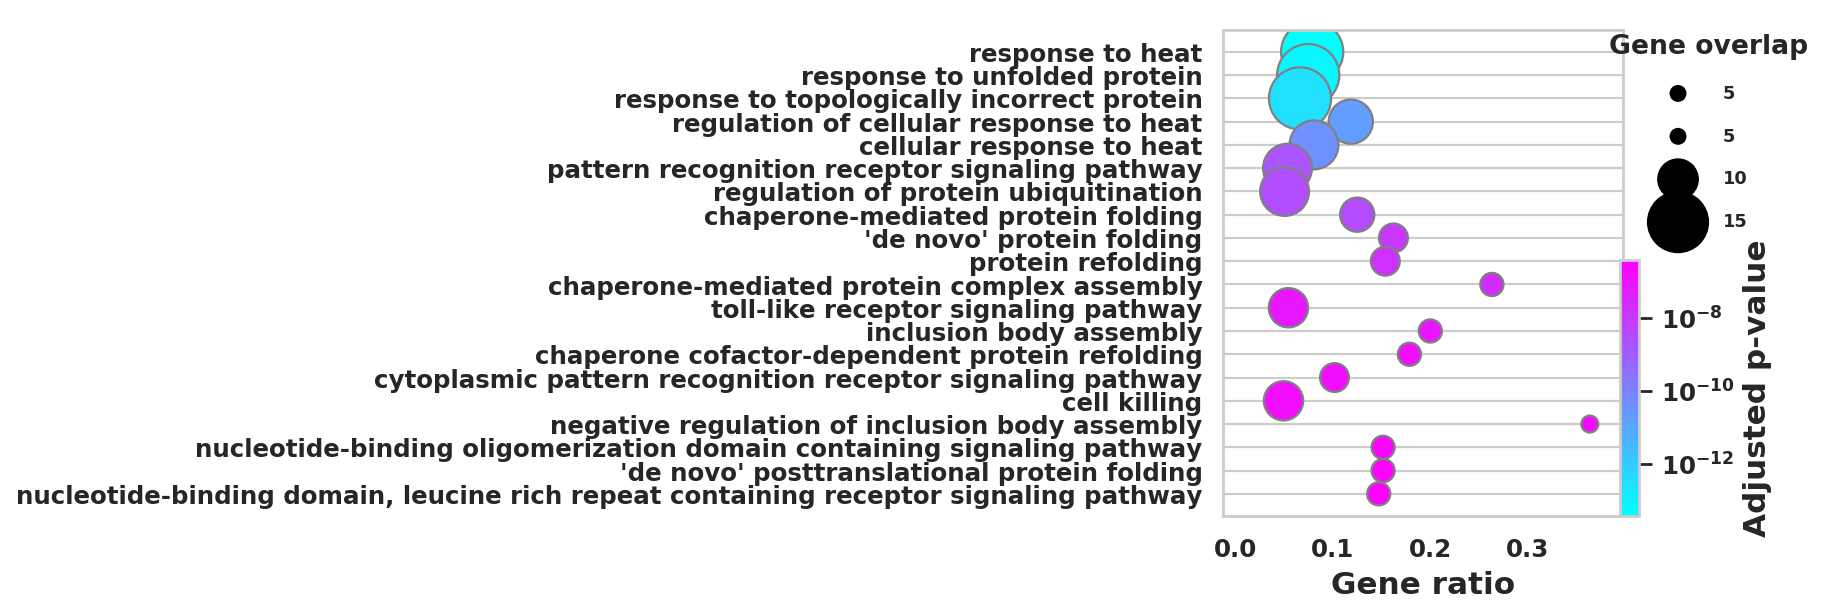 response to heat
response to unfolded protein
response to topologically incorrect protein
regulation of cellular response to heat
cellular response to heat
pattern recognition receptor signaling pathway
regulation of protein ubiquitination
chaperone-mediated protein folding
'de novo' protein folding
protein refolding
chaperone-mediated protein complex assembly
toll-like receptor signaling pathway
inclusion body assembly
chaperone cofactor-dependent protein refolding
cytoplasmic pattern recognition receptor signaling pathway
cell killing
negative regulation of inclusion body assembly
nucleotide-binding oligomerization domain containing signaling pathway
'de novo' posttranslational protein folding
nucleotide-binding domain, leucine rich repeat containing receptor signaling pathway
0.0 0.1 0.2 0.3
Gene ratio
Gene overlap
5
5
10
15
10⁻⁸
10⁻¹⁰
10⁻¹²
Adjusted p-value